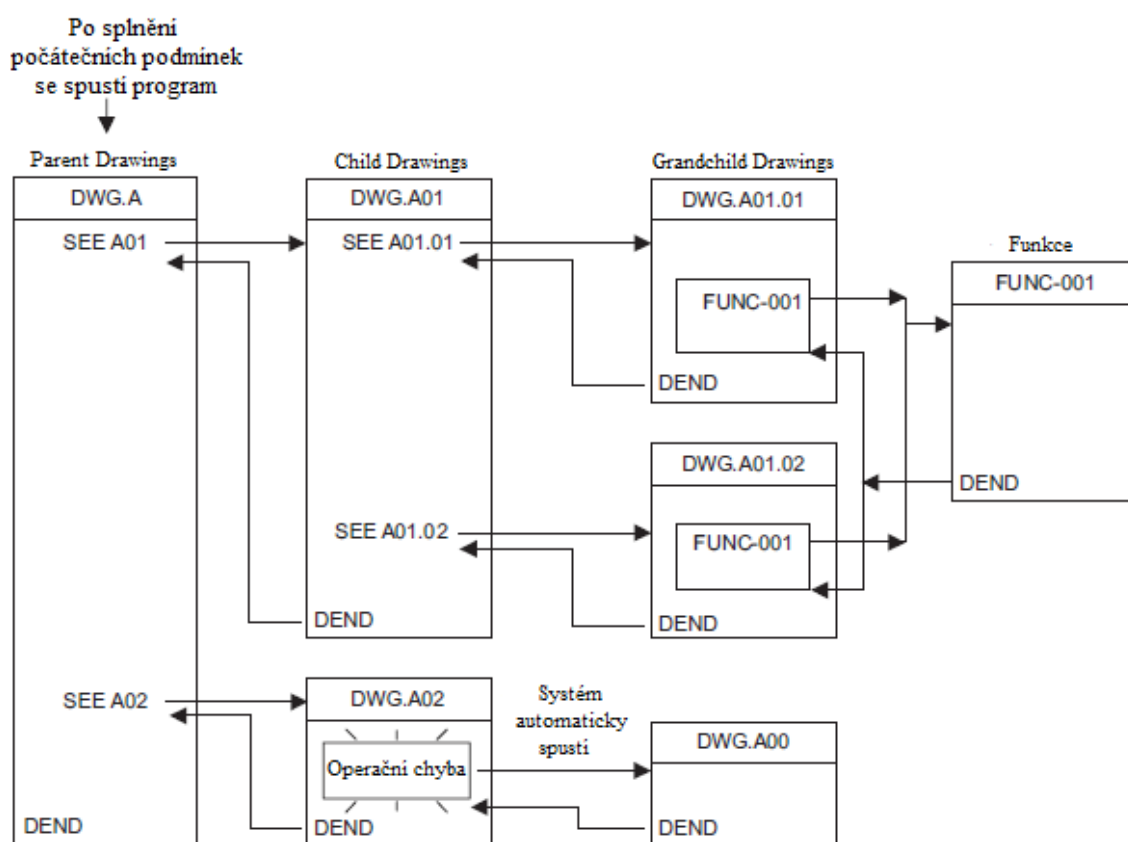 Po splnění
počátečních podmínek
se spustí program
Parent Drawings
Child Drawings
Grandchild Drawings
Funkce
DWG.A
DWG.A01
DWG.A01.01
FUNC-001
SEE A01
SEE A01.01
FUNC-001
DEND
DWG.A01.02
DEND
SEE A01.02
FUNC-001
DEND
DEND
SEE A02
DWG.A02
Systém
automaticky
spustí
DWG.A00
Operační chyba
DEND
DEND
DEND